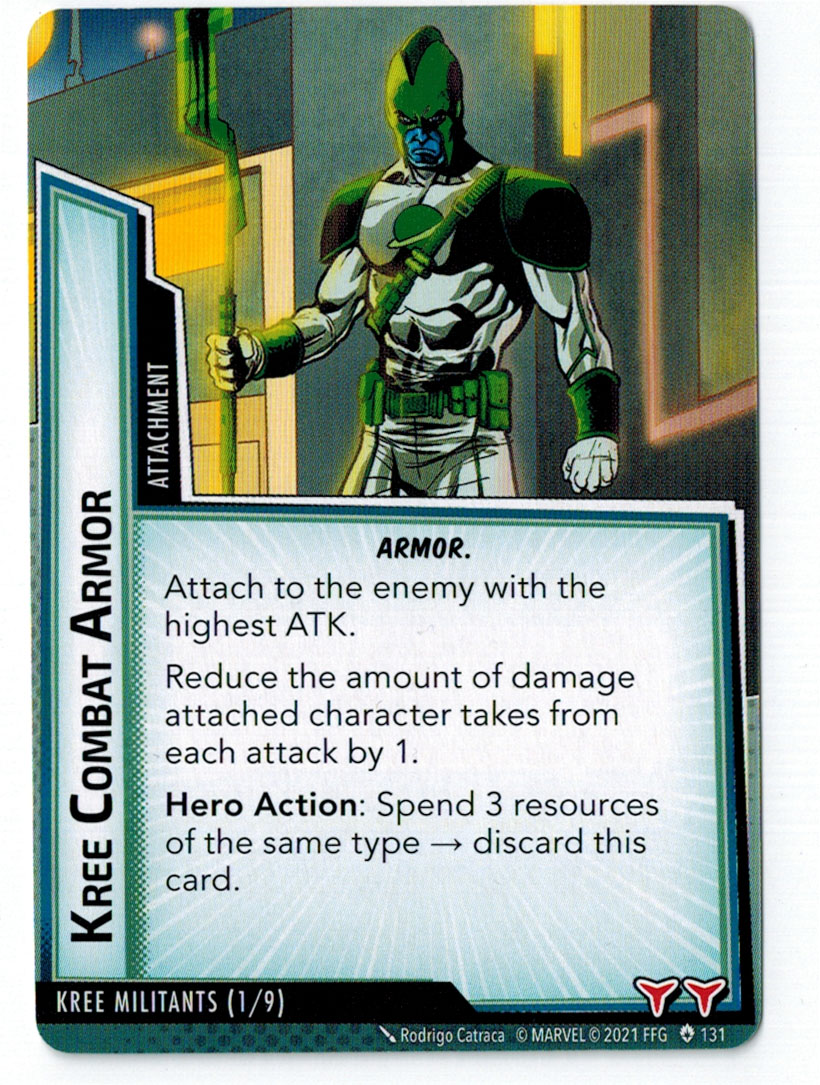 ATTACHMENT
KREE COMBAT ARMOR
ARMOR.
Attach to the enemy with the
highest ATK.
Reduce the amount of damage
attached character takes from
each attack by 1.
Hero Action: Spend 3 resources
of the same type → discard this
card.
KREE MILITANTS (1/9)
Rodrigo Catraca © MARVEL © 2021 FFG 131